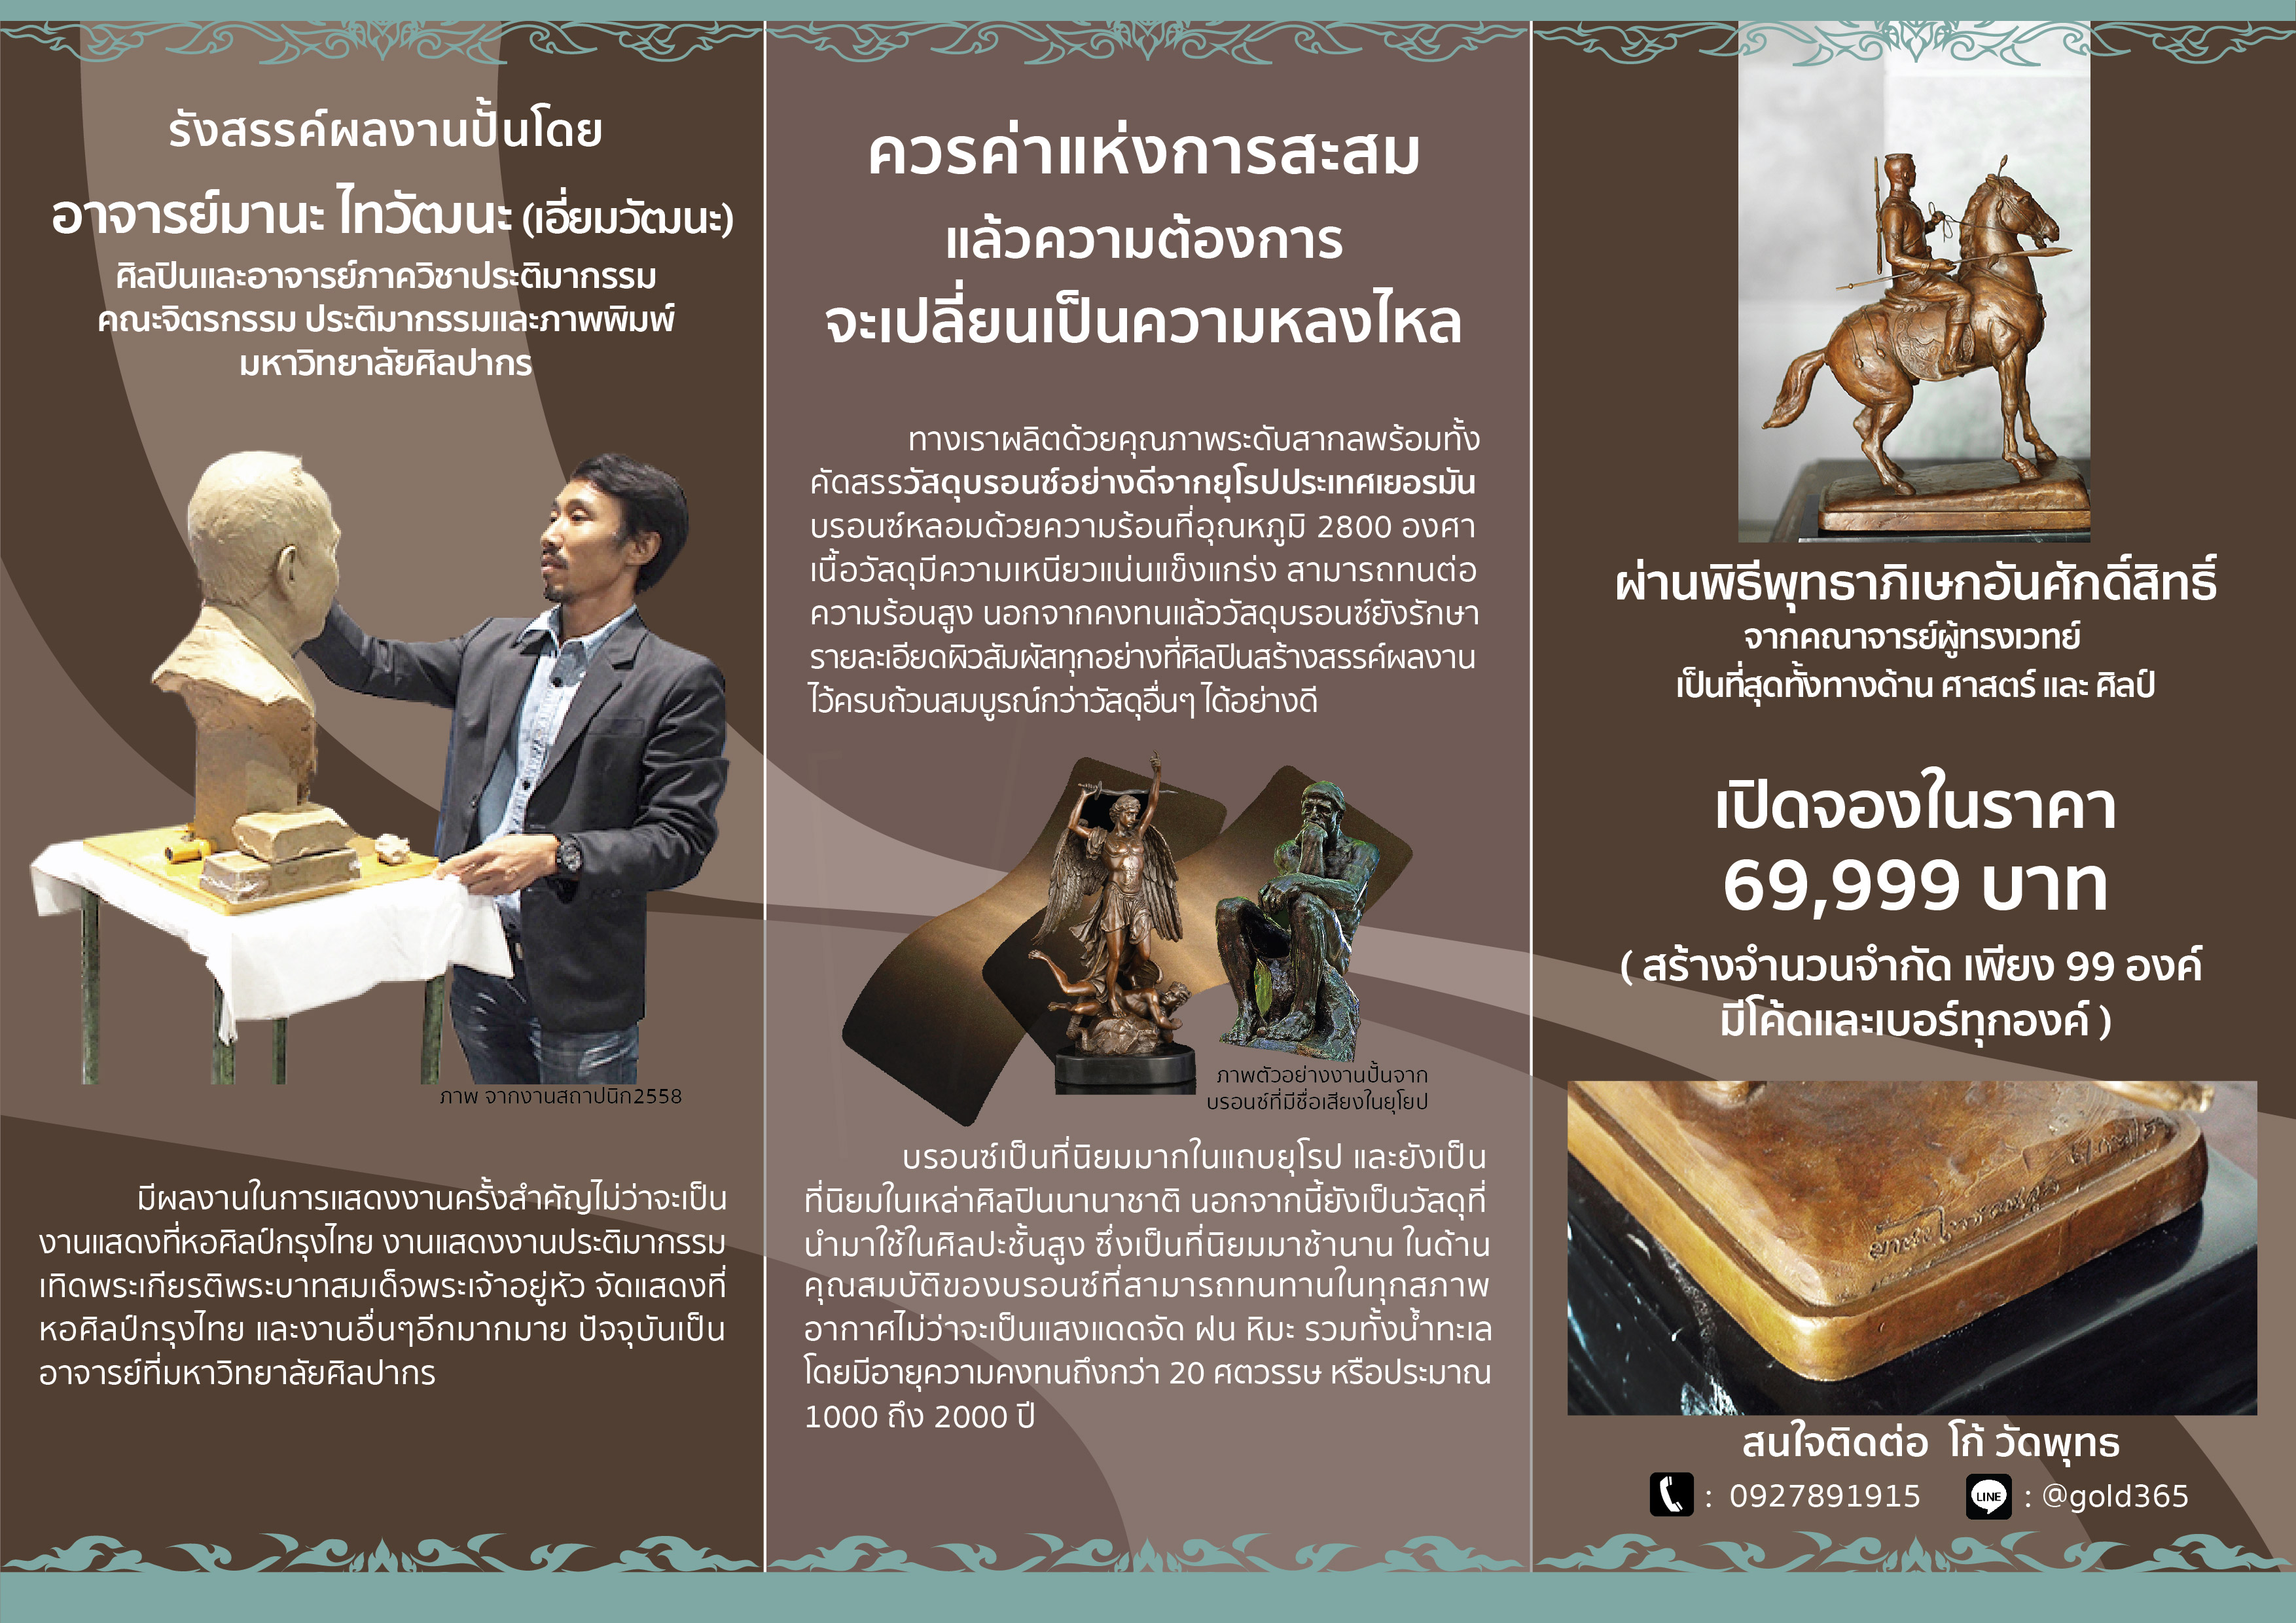 รังสรรค์ผลงานปั้นโดย
อาจารย์มานะ ไทวัฒนะ (เอี่ยมวัฒนะ)
ศิลปินและอาจารย์ภาควิชาประติมากรรม
คณะจิตรกรรม ประติมากรรมและภาพพิมพ์
มหาวิทยาลัยศิลปากร
ภาพ จากงานสถาปนิก2558
มีผลงานในการแสดงงานครั้งสำคัญไม่ว่าจะเป็น
งานแสดงที่หอศิลป์กรุงไทย งานแสดงงานประติมากรรม
เทิดพระเกียรติพระบาทสมเด็จพระเจ้าอยู่หัว จัดแสดงที่
หอศิลป์กรุงไทย และงานอื่นๆอีกมากมาย ปัจจุบันเป็น
อาจารย์ที่มหาวิทยาลัยศิลปากร
ควรค่าแห่งการสะสม
แล้วความต้องการ
จะเปลี่ยนเป็นความหลงไหล
ทางเราผลิตด้วยคุณภาพระดับสากลพร้อมทั้ง
คัดสรรวัสดุบรอนซ์อย่างดีจากยุโรปประเทศเยอรมัน
บรอนซ์หลอมด้วยความร้อนที่อุณหภูมิ 2800 องศา
เนื้อวัสดุมีความเหนียวแน่นแข็งแกร่ง สามารถทนต่อ
ความร้อนสูง นอกจากคงทนแล้ววัสดุบรอนซ์ยังรักษา
รายละเอียดผิวสัมผัสทุกอย่างที่ศิลปินสร้างสรรค์ผลงาน
ไว้ครบถ้วนสมบูรณ์กว่าวัสดุอื่นๆ ได้อย่างดี
ภาพตัวอย่างงานปั้นจาก
บรอนซ์ที่มีชื่อเสียงในยุโยป
บรอนซ์เป็นที่นิยมมากในแถบยุโรป และยังเป็น
ที่นิยมในเหล่าศิลปินนานาชาติ นอกจากนี้ยังเป็นวัสดุที่
นำมาใช้ในศิลปะชั้นสูง ซึ่งเป็นที่นิยมมาช้านาน ในด้าน
คุณสมบัติของบรอนซ์ที่สามารถทนทานในทุกสภาพ
อากาศไม่ว่าจะเป็นแสงแดดจัด ฝน หิมะ รวมทั้งน้ำทะเล
โดยมีอายุความคงทนถึงกว่า 20 ศตวรรษ หรือประมาณ
1000 ถึง 2000 ปี
ผ่านพิธีพุทธาภิเษกอันศักดิ์สิทธิ์
จากคณาจารย์ผู้ทรงเวทย์
เป็นที่สุดทั้งทางด้าน ศาสตร์ และ ศิลป์
เปิดจองในราคา
69,999 บาท
( สร้างจำนวนจำกัด เพียง 99 องค์
มีโค้ดและเบอร์ทุกองค์ )
สนใจติดต่อ โก้ วัดพุทธ
: 0927891915 LINE : @gold365